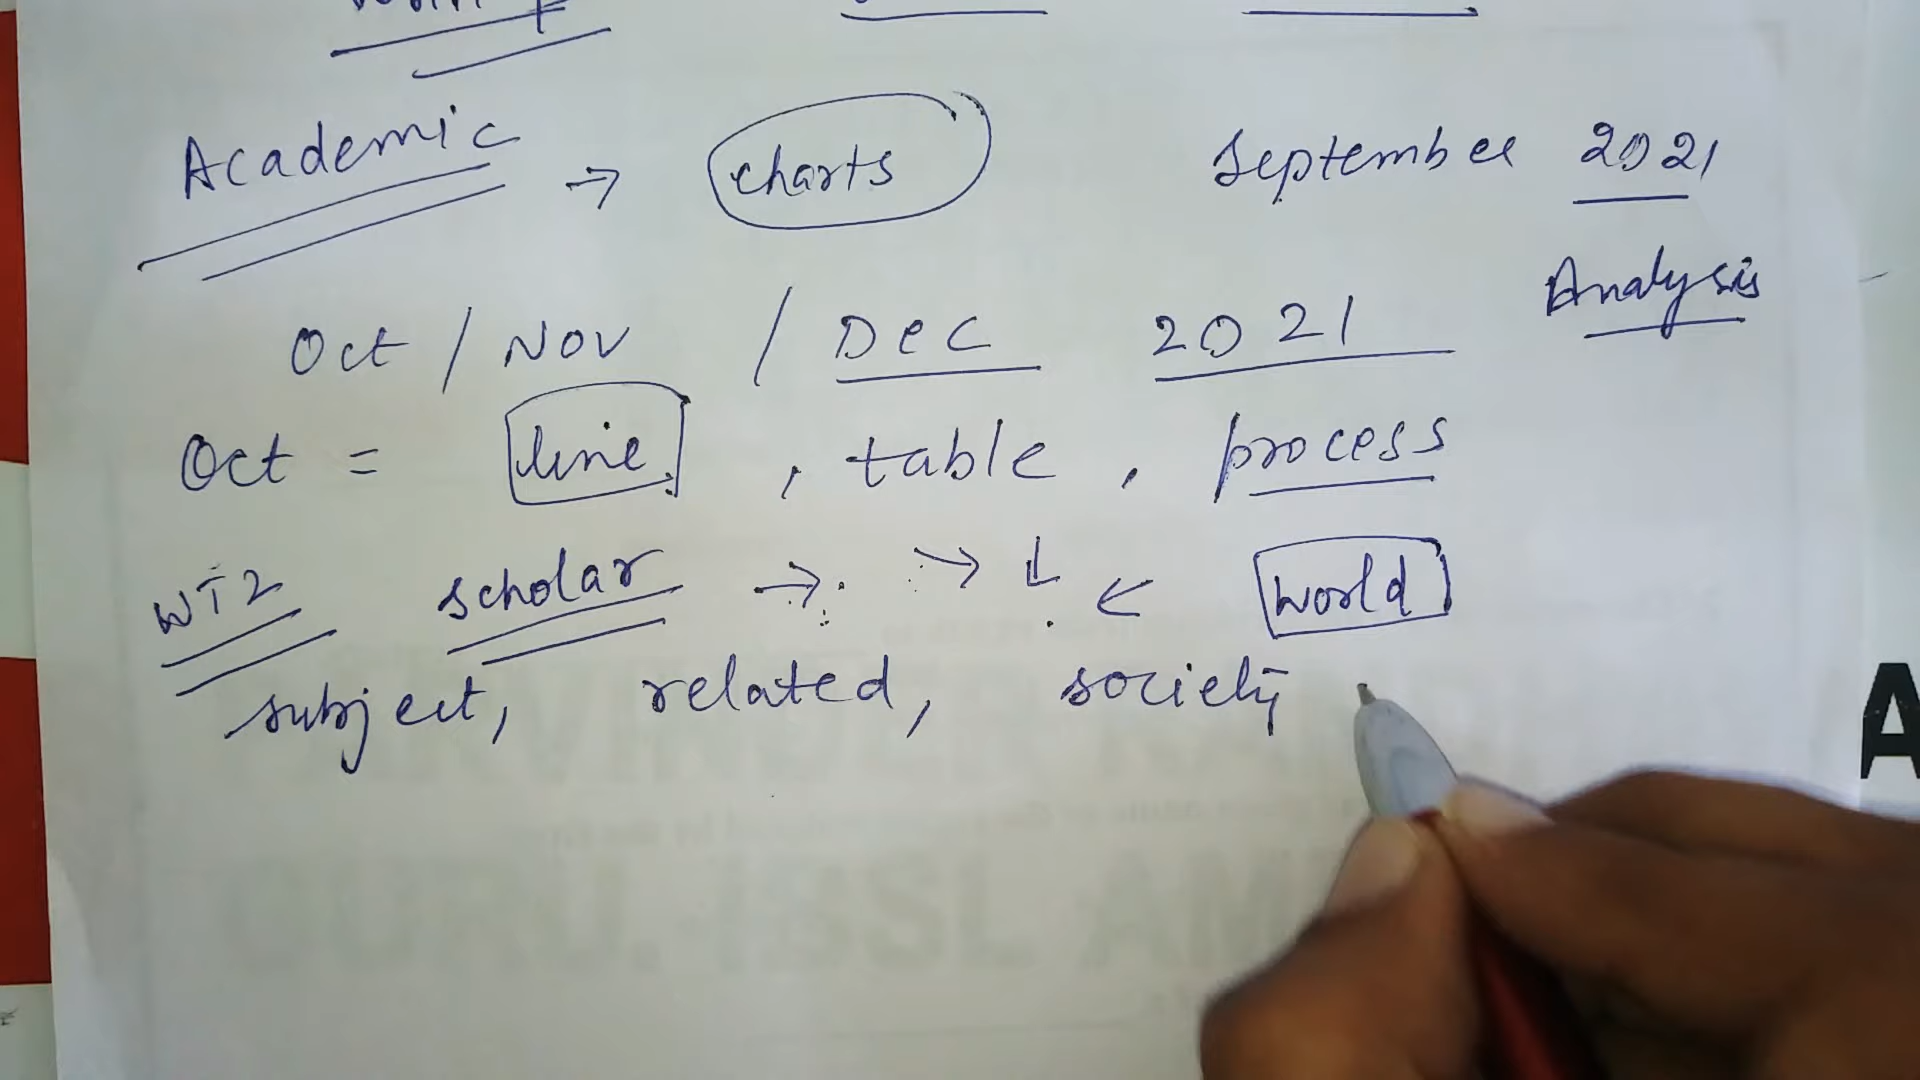 Academic → charts September 2021
Analysis
Oct / Nov / Dec 2021
Oct = line , table , process
WT2 scholar → → ↓ ← world
subject, related, society
A